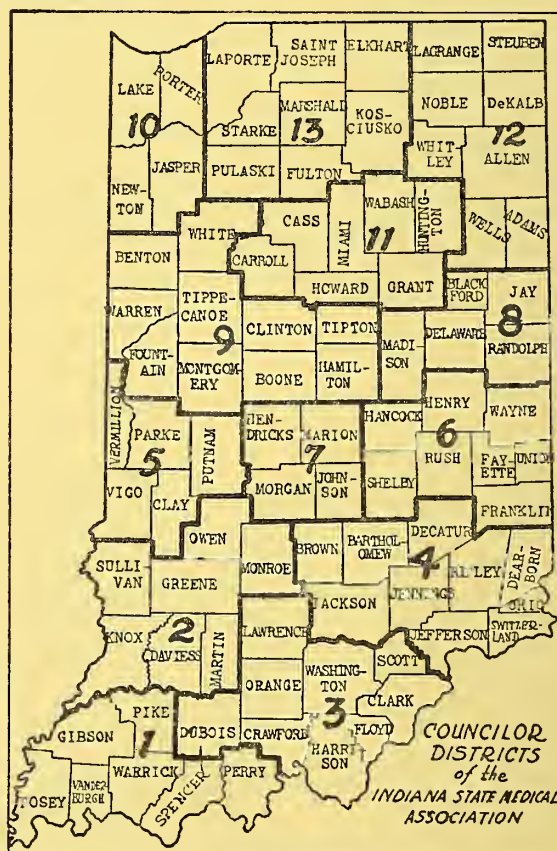 SAINT
JOSEPH
ELKHART
LAGRANGE
STEUBEN
LAPORTE
LAKE
PORTER
NOBLE
DeKALB
MARSHALD
13
KOS-
CIUSKO
10
STARKE
12
WHIT-
LEY
ALLEN
JASPER
PULASKI
FULTON
NEW-
TON
WABASH
HUNTING-
TON
CASS
MIAMI
11
WHITE
WELLS
ADAMS
BENTON
CARROLL
HOWARD
GRANT
BLACK
FORD
JAY
WARREN
TIPPE-
CANOE
8
9
CLINTON
TIPTON
MADI-
SON
DELAWARE
RANDOLPH
FOUNT-
AIN
MONTGOM-
ERY
BOONE
HAMIL-
TON
HENRY
VERMILLION
HEN-
DRICKS
MARION
HANCOCK
WAYNE
PARKE
PUTNAM
7
6
5
RUSH
FAY-
ETTE
UNION
VIGO
CLAY
MORGAN
JOHN-
SON
SHELBY
FRANKLIN
OWEN
DECATUR
BROWN
BARTHOL-
OMEW
DEAR-
BORN
SULLI-
VAN
MONROE
4
RIPLEY
GREENE
JENNINGS
JACKSON
OHIO
KNOX
2
DAVIESS
MARTIN
LAWRENCE
JEFFERSON
SWITZER-
LAND
SCOTT
WASHING-
TON
ORANGE
3
CLARK
PIKE
GIBSON
1
DUBOIS
CRAWFORD
HARRI
SON
FLOYD
WARRICK
PERRY
POSEY
VANDER-
BURGH
SPENCER
COUNCILOR
DISTRICTS
of the
INDIANA STATE MEDICAL
ASSOCIATION